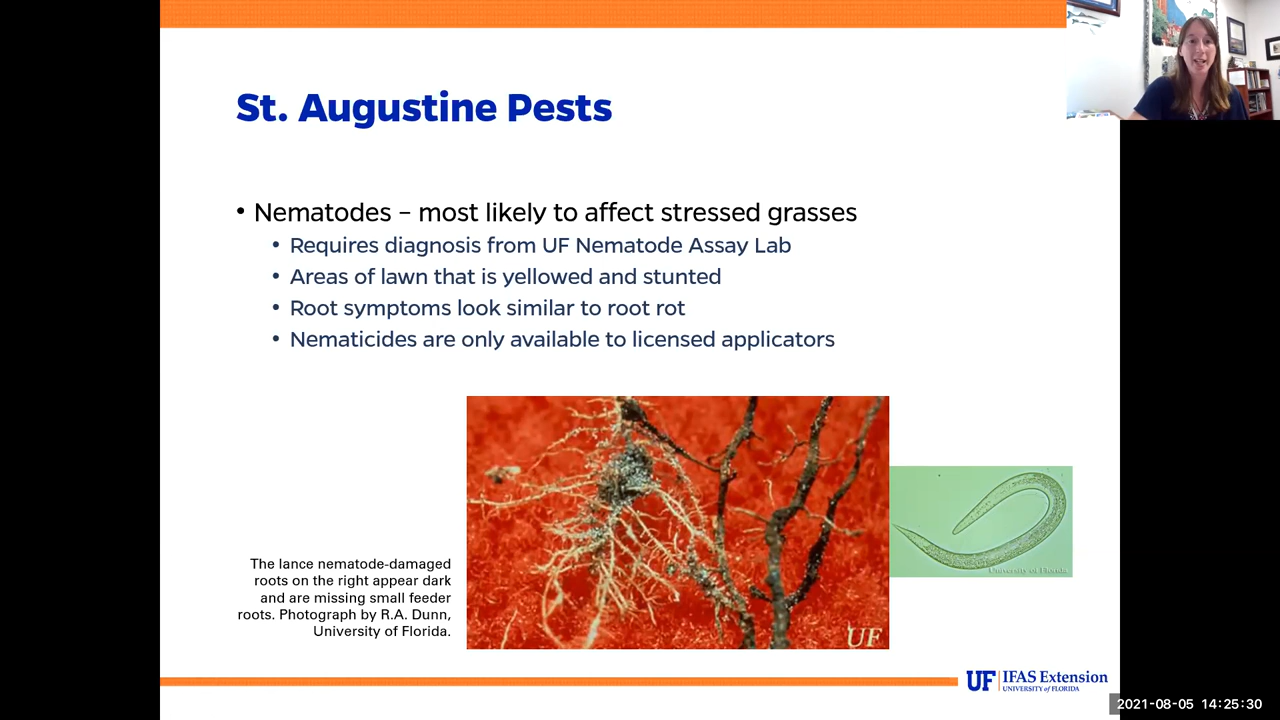 St. Augustine Pests
• Nematodes – most likely to affect stressed grasses
• Requires diagnosis from UF Nematode Assay Lab
• Areas of lawn that is yellowed and stunted
• Root symptoms look similar to root rot
• Nematicides are only available to licensed applicators
The lance nematode-damaged
roots on the right appear dark
and are missing small feeder
roots. Photograph by R.A. Dunn,
University of Florida.
UF
University of Florida
UF IFAS Extension
UNIVERSITY of FLORIDA
2021-08-05 14:25:30